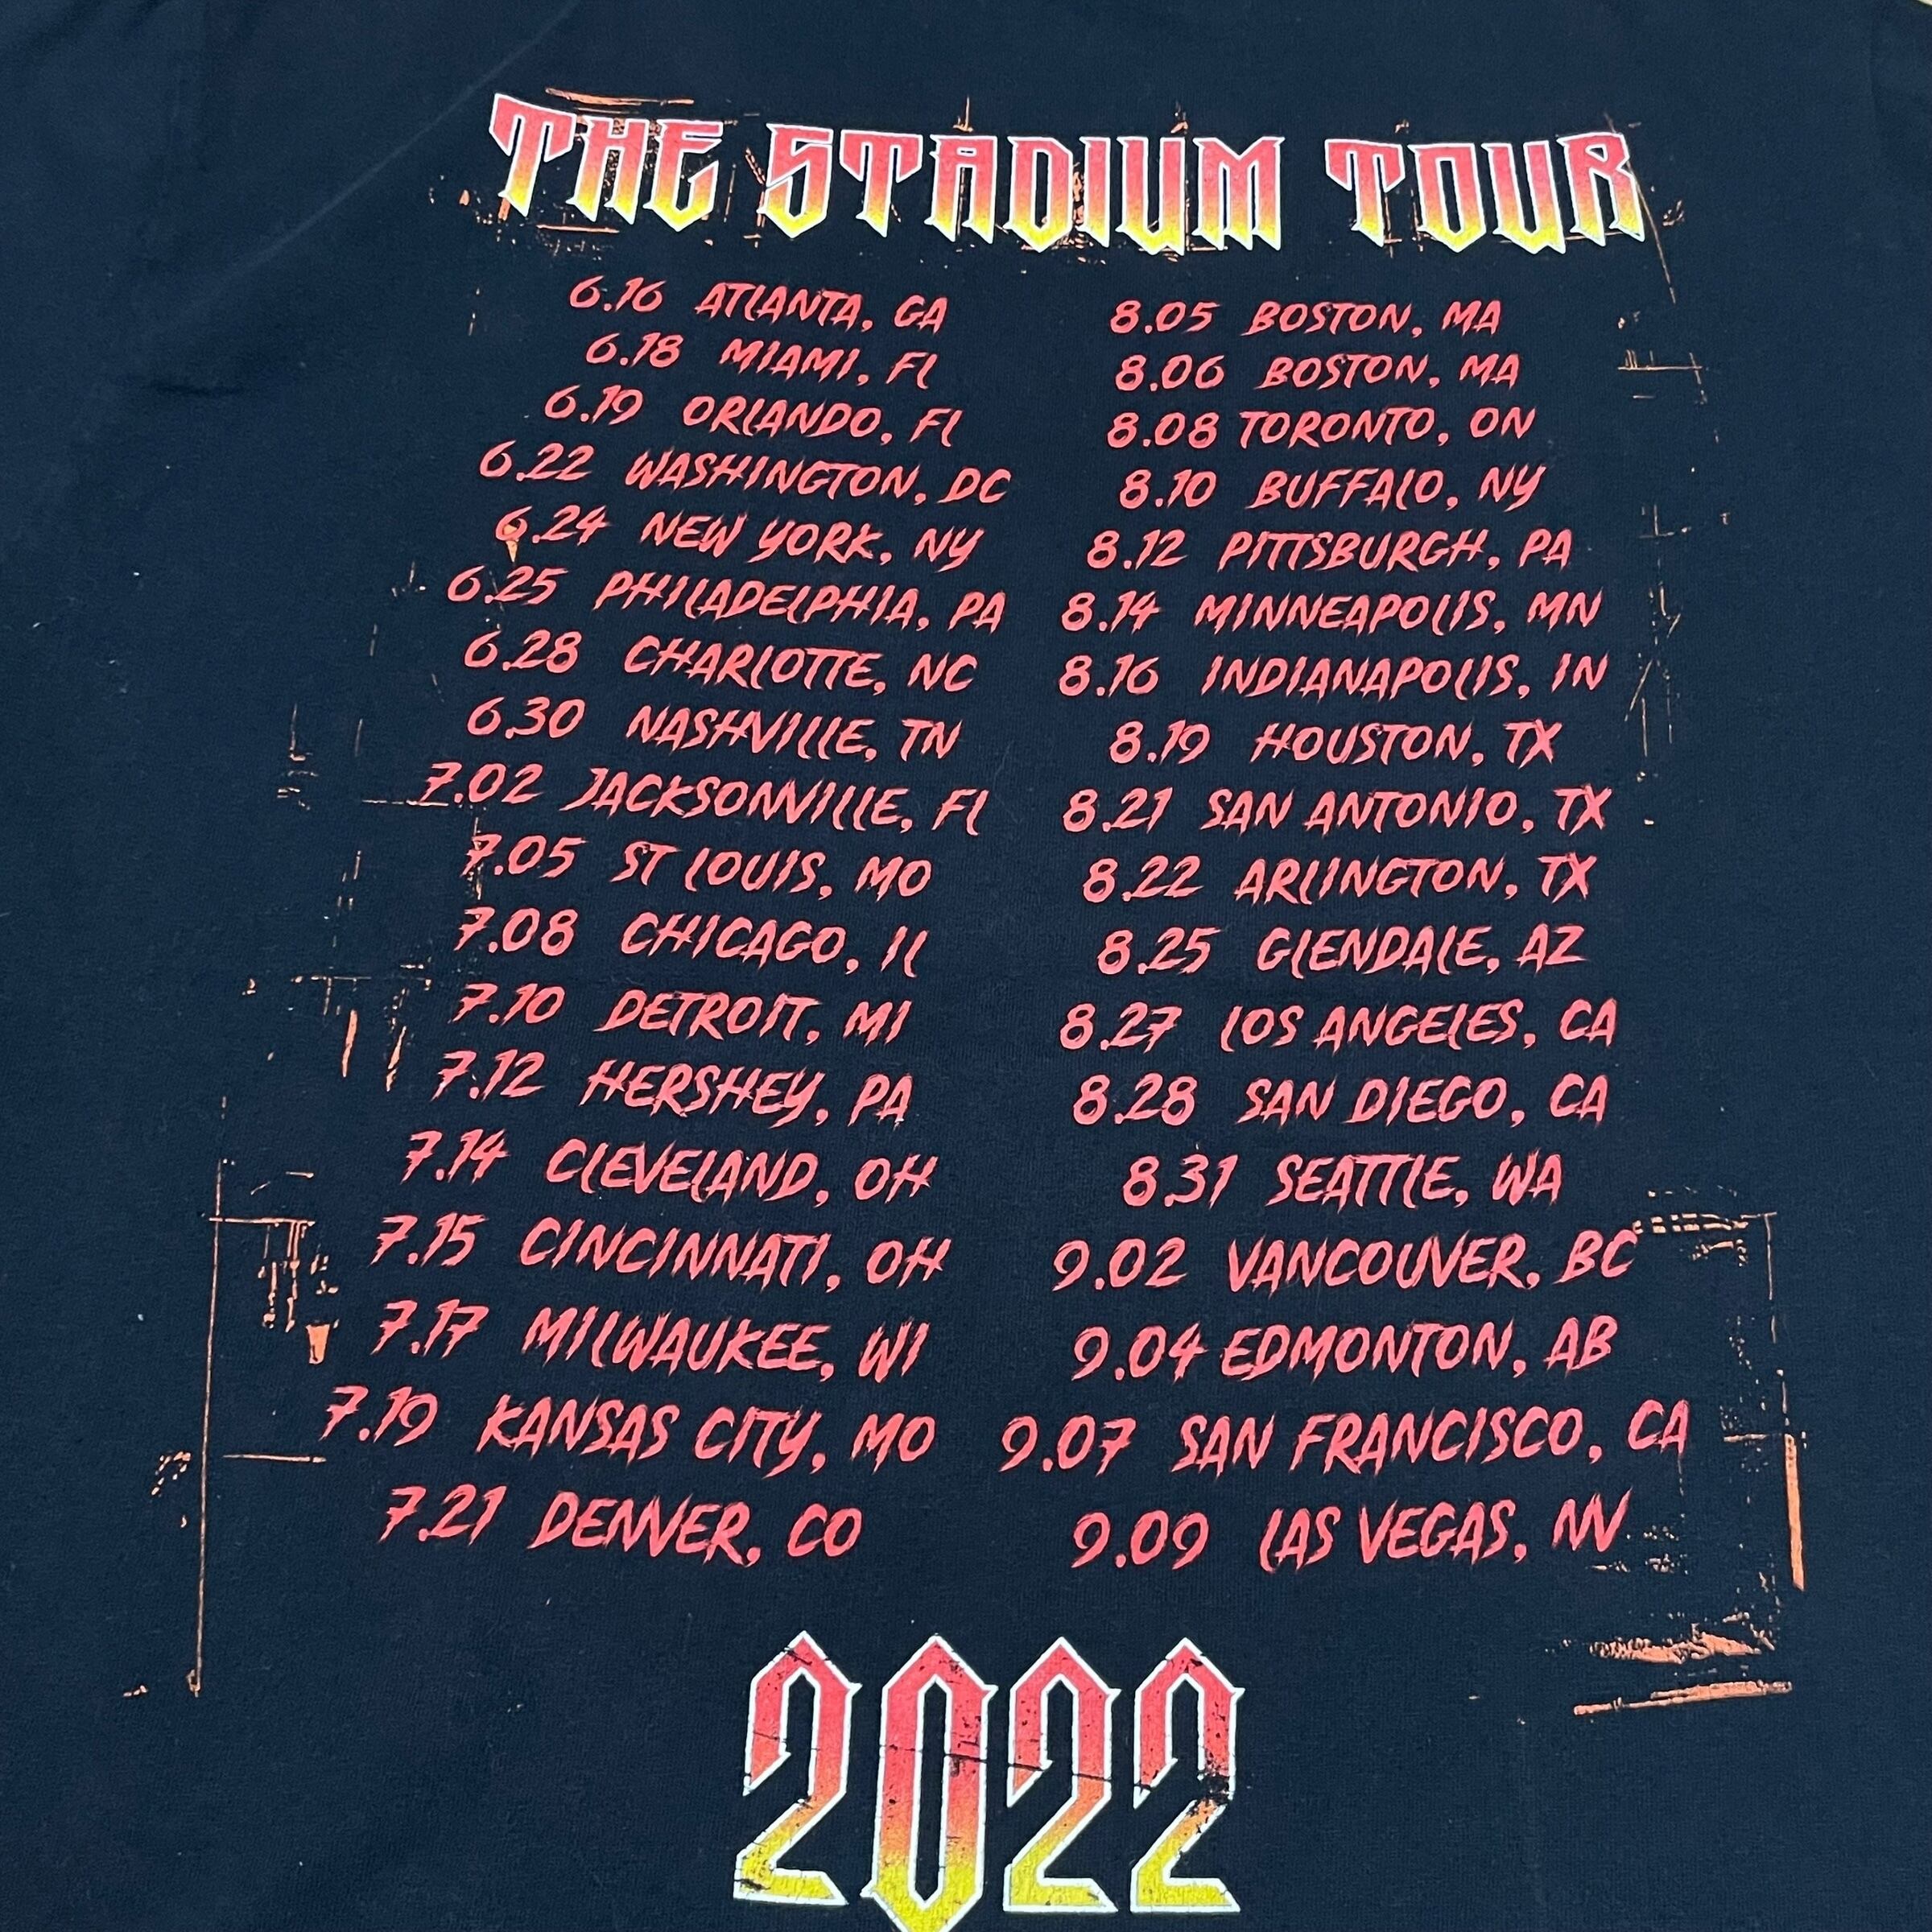 THE STADIUM TOUR
6.16 ATLANTA, GA
6.18 MIAMI, FL
6.19 ORLANDO, FL
6.22 WASHINGTON, DC
6.24 NEW YORK, NY
6.25 PHILADELPHIA, PA
6.28 CHARLOTTE, NC
6.30 NASHVILLE, TN
7.02 JACKSONVILLE, FL
7.05 ST LOUIS, MO
7.08 CHICAGO, IL
7.10 DETROIT, MI
7.12 HERSHEY, PA
7.14 CLEVELAND, OH
7.15 CINCINNATI, OH
7.17 MILWAUKEE, WI
7.19 KANSAS CITY, MO
7.21 DENVER, CO
8.05 BOSTON, MA
8.06 BOSTON, MA
8.08 TORONTO, ON
8.10 BUFFALO, NY
8.12 PITTSBURGH, PA
8.14 MINNEAPOLIS, MN
8.16 INDIANAPOLIS, IN
8.19 HOUSTON, TX
8.21 SAN ANTONIO, TX
8.22 ARLINGTON, TX
8.25 GLENDALE, AZ
8.27 LOS ANGELES, CA
8.28 SAN DIEGO, CA
8.31 SEATTLE, WA
9.02 VANCOUVER, BC
9.04 EDMONTON, AB
9.07 SAN FRANCISCO, CA
9.09 LAS VEGAS, NV
2022